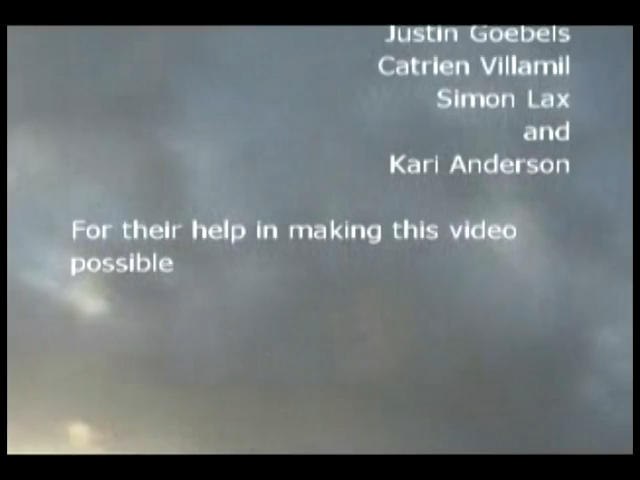 Justin Goebels
Catrien Villamil
Simon Lax
and
Kari Anderson
For their help in making this video
possible